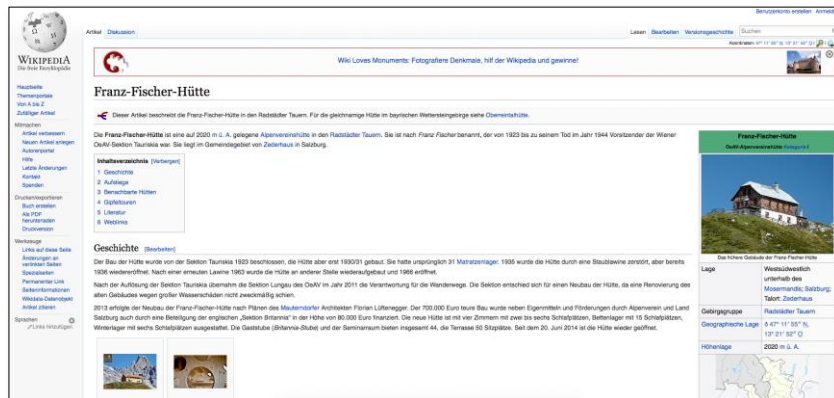 Benutzerkonto erstellen Anmeld
WIKIPEDIA
Die freie Enzyklopädie
Artikel Diskussion
Lesen Bearbeiten Versionsgeschichte Suchen
Wiki Loves Monuments: Fotografiere Denkmale, hilf der Wikipedia und gewinne!
Hauptseite
Themenportale
Von A bis Z
Zufälliger Artikel
Mitmachen
Artikel verbessern
Neuen Artikel anlegen
Autorenportal
Hilfe
Letzte Änderungen
Kontakt
Spenden
Drucken/exportieren
Buch erstellen
Als PDF
herunterladen
Druckversion
Werkzeuge
Links auf diese Seite
Änderungen an
verlinkten Seiten
Spezialseiten
Permanenter Link
Seiteninformationen
Wikidata-Datenobjekt
Artikel zitieren
Sprachen
Links hinzufügen
Franz-Fischer-Hütte
Dieser Artikel beschreibt die Franz-Fischer-Hütte in den Radstädter Tauern. Für die gleichnamige Hütte im bayrischen Wettersteingebirge siehe Oberreintalhütte.
Die Franz-Fischer-Hütte ist eine auf 2020 m ü. A. gelegene Alpenvereinshütte in den Radstädter Tauern. Sie ist nach Franz Fischer benannt, der von 1923 bis zu seinem Tod im Jahr 1944 Vorsitzender der Wiener
OeAV-Sektion Tauriskia war. Sie liegt im Gemeindegebiet von Zederhaus in Salzburg.
Inhaltsverzeichnis [Verbergen]
1 Geschichte
2 Aufstiege
3 Benachbarte Hütten
4 Gipfeltouren
5 Literatur
6 Weblinks
Geschichte [Bearbeiten]
Der Bau der Hütte wurde von der Sektion Tauriskia 1923 beschlossen, die Hütte aber erst 1930/31 gebaut. Sie hatte ursprünglich 31 Matratzenlager. 1935 wurde die Hütte durch eine Staublawine zerstört, aber bereits
1936 wiedereröffnet. Nach einer erneuten Lawine 1963 wurde die Hütte an anderer Stelle wiederaufgebaut und 1966 eröffnet.
Nach der Auflösung der Sektion Tauriskia übernahm die Sektion Lungau des OeAV im Jahr 2011 die Verantwortung für die Wanderwege. Die Sektion entschied sich für einen Neubau der Hütte, da eine Renovierung des
alten Gebäudes wegen großer Wasserschäden nicht zweckmäßig schien.
2013 erfolgte der Neubau der Franz-Fischer-Hütte nach Plänen des Mauterndorfer Architekten Florian Lüftenegger. Der 700.000 Euro teure Bau wurde neben Eigenmitteln und Förderungen durch Alpenverein und Land
Salzburg auch durch eine Beteiligung der englischen „Sektion Britannia" in der Höhe von 80.000 Euro finanziert. Die neue Hütte ist mit vier Zimmern mit zwei bis sechs Schlafplätzen, Bettenlager mit 15 Schlafplätzen,
Winterlager mit sechs Schlafplätzen ausgestattet. Die Gaststube (Britannia-Stube) und der Seminarraum bieten insgesamt 44, die Terrasse 50 Sitzplätze. Seit dem 20. Juni 2014 ist die Hütte wieder geöffnet.
Franz-Fischer-Hütte
OeAV-Alpenvereinshütte Kategorie I
Das frühere Gebäude der Franz Fischer Hütte
Lage Westsüdwestlich
unterhalb des
Mosermandls; Salzburg;
Talort: Zederhaus
Gebirgsgruppe Radstädter Tauern
Geographische Lage 47° 11′ 55″ N,
13° 21′ 52″ O
Höhenlage 2020 m ü. A.